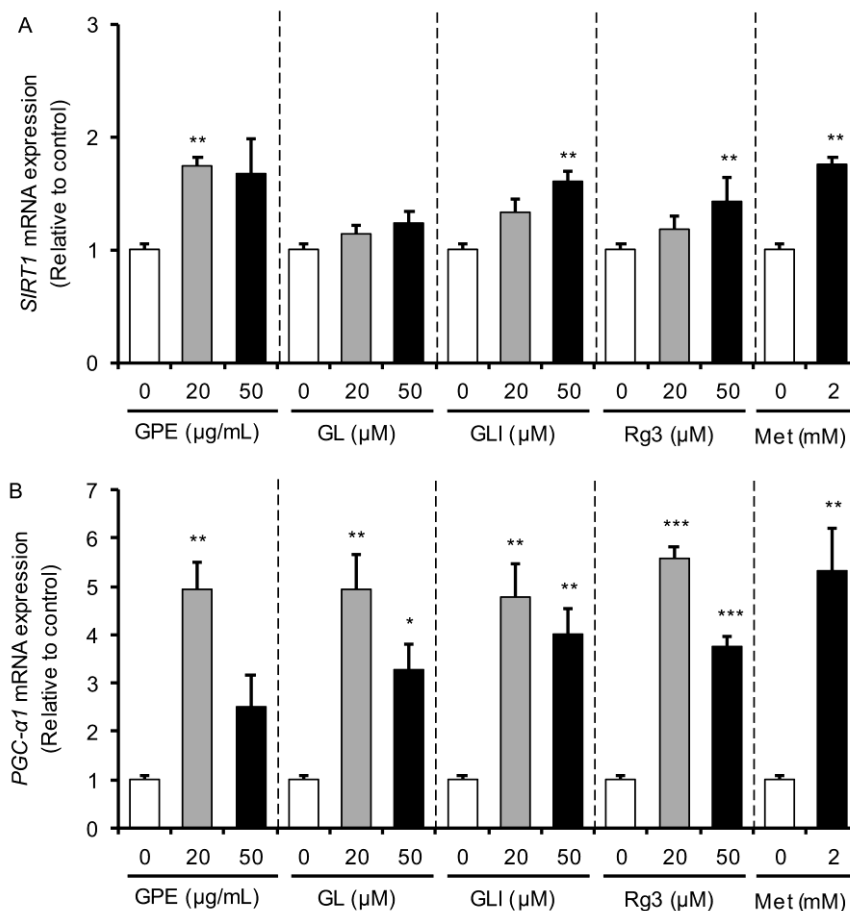 A
SIRT1 mRNA expression
(Relative to control)
3
2
1
0
**
**
**
**
0 20 50 0 20 50 0 20 50 0 20 50 0 2
GPE (µg/mL) GL (µM) GLI (µM) Rg3 (µM) Met (mM)
B
PGC-α1 mRNA expression
(Relative to control)
7
6
5
4
3
2
1
0
**
**
*
**
**
***
***
**
0 20 50 0 20 50 0 20 50 0 20 50 0 2
GPE (µg/mL) GL (µM) GLI (µM) Rg3 (µM) Met (mM)